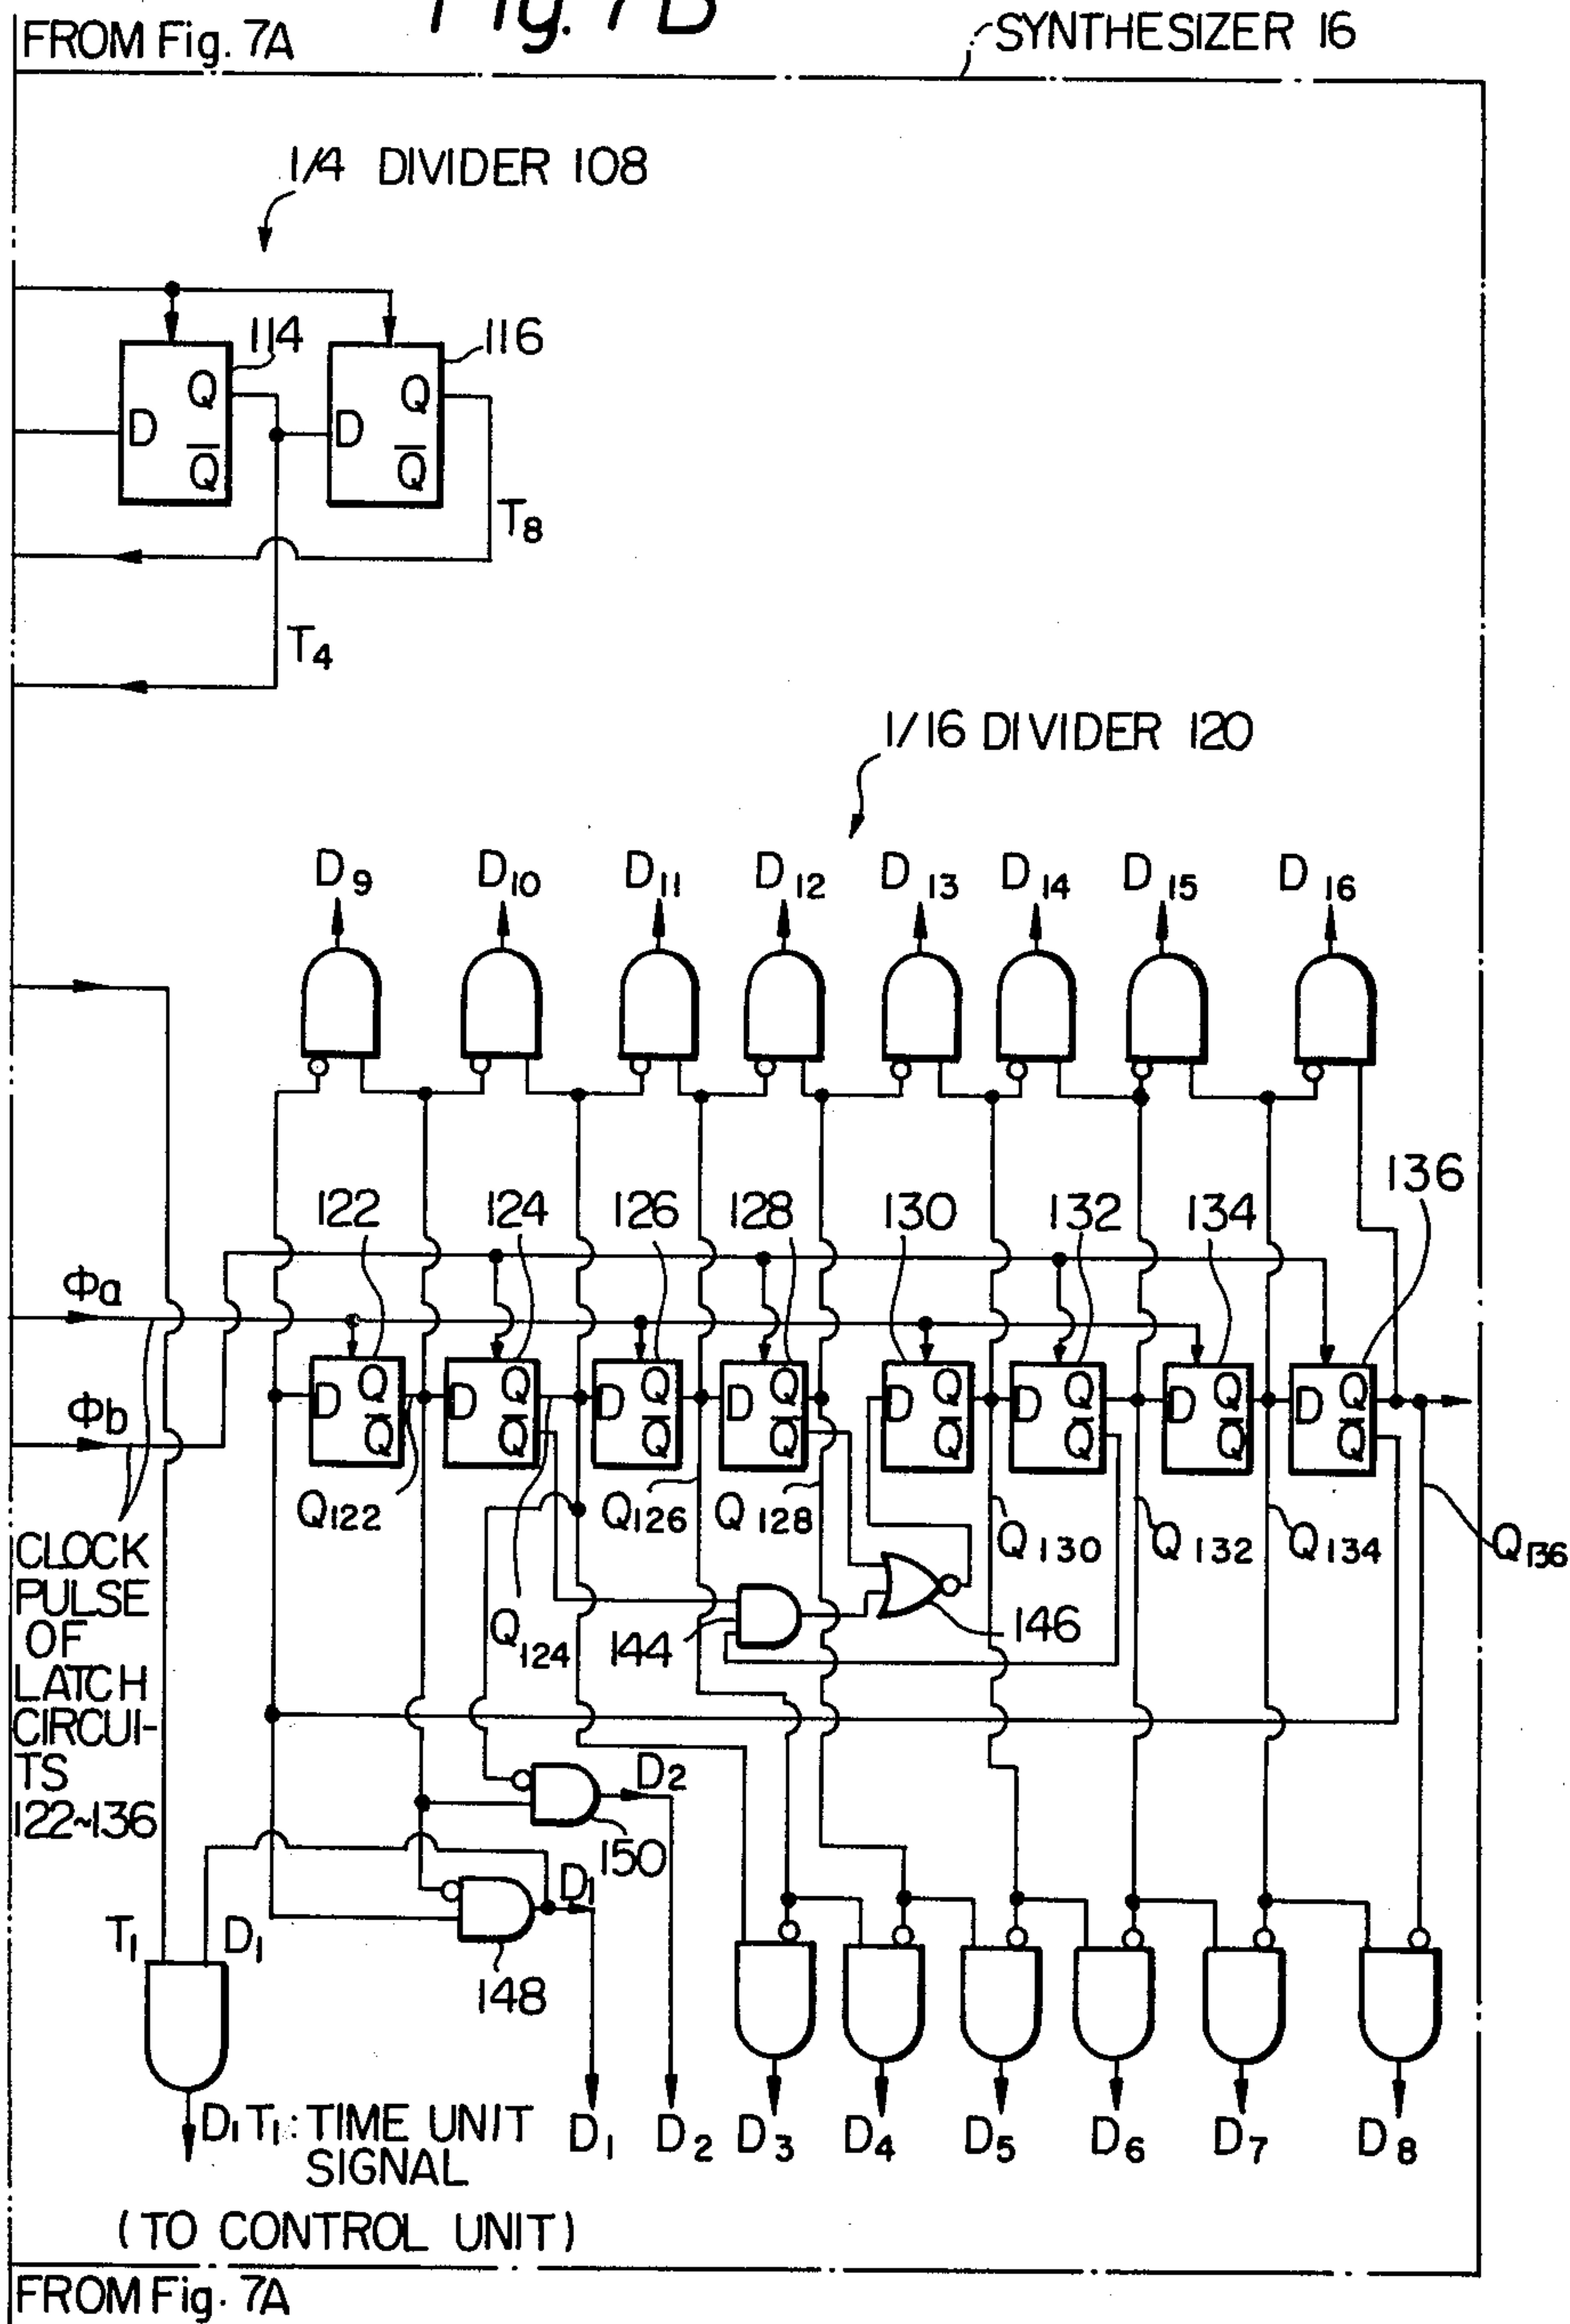 Fig. 7B
FROM Fig. 7A
SYNTHESIZER 16
1/4 DIVIDER 108
114
116
Q
Q
D
D
Q̅
Q̅
T8
T4
1/16 DIVIDER 120
D9
D10
D11
D12
D13
D14
D15
D16
122
124
126
128
130
132
134
136
Φa
Φb
D Q Q̅
D Q Q̅
D Q Q̅
D Q Q̅
D Q Q̅
D Q Q̅
D Q Q̅
D Q Q̅
Q122
Q124
Q126
Q128
Q130
Q132
Q134
Q136
CLOCK
PULSE
OF
LATCH
CIRCUI-
TS
122~136
144
146
D2
150
D1
148
T1
D1
D1T1: TIME UNIT
SIGNAL
D1
D2
D3
D4
D5
D6
D7
D8
(TO CONTROL UNIT)
FROM Fig. 7A